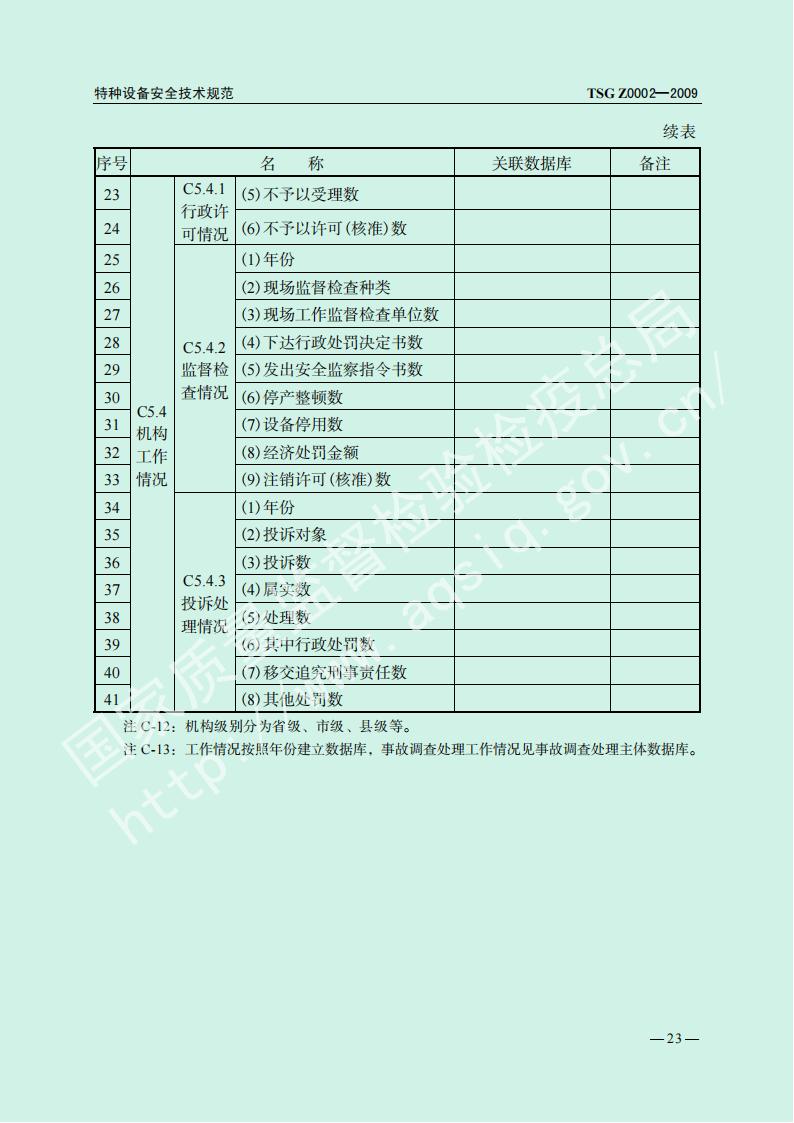 特种设备安全技术规范 TSG Z0002—2009
续表
序号 名 称 关联数据库 备注
23 C5.4.1 行政许可情况 (5)不予以受理数
24 (6)不予以许可(核准)数
C5.4 机构工作情况
25 C5.4.2 监督检查情况 (1)年份
26 (2)现场监督检查种类
27 (3)现场工作监督检查单位数
28 (4)下达行政处罚决定书数
29 (5)发出安全监察指令书数
30 (6)停产整顿数
31 (7)设备停用数
32 (8)经济处罚金额
33 (9)注销许可(核准)数
34 C5.4.3 投诉处理情况 (1)年份
35 (2)投诉对象
36 (3)投诉数
37 (4)属实数
38 (5)处理数
39 (6)其中行政处罚数
40 (7)移交追究刑事责任数
41 (8)其他处罚数
注 C-12：机构级别分为省级、市级、县级等。
注 C-13：工作情况按照年份建立数据库，事故调查处理工作情况见事故调查处理主体数据库。
国家质量监督检验检疫总局
http://www.aqsiq.gov.cn/
— 23 —